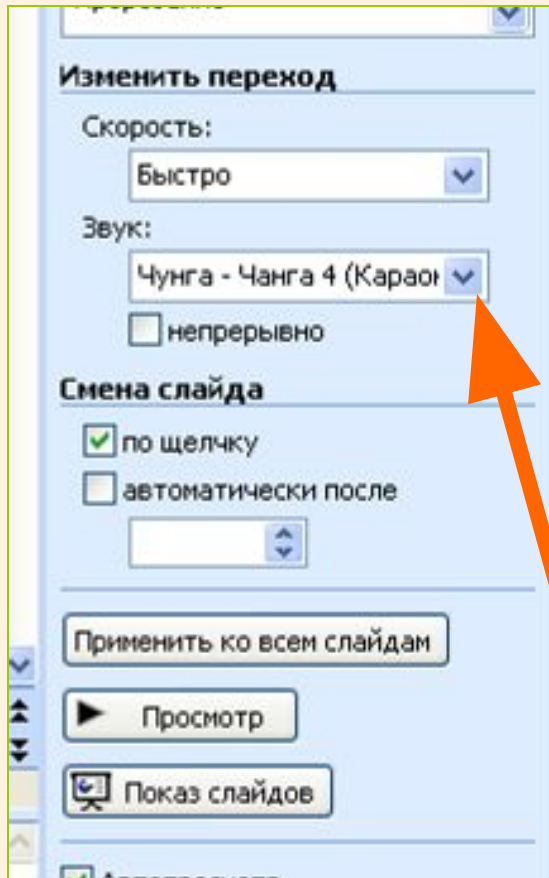 Изменить переход
Скорость:
Быстро
Звук:
Чунга - Чанга 4 (Караок
непрерывно
Смена слайда
по щелчку
автоматически после
Применить ко всем слайдам
Просмотр
Показ слайдов